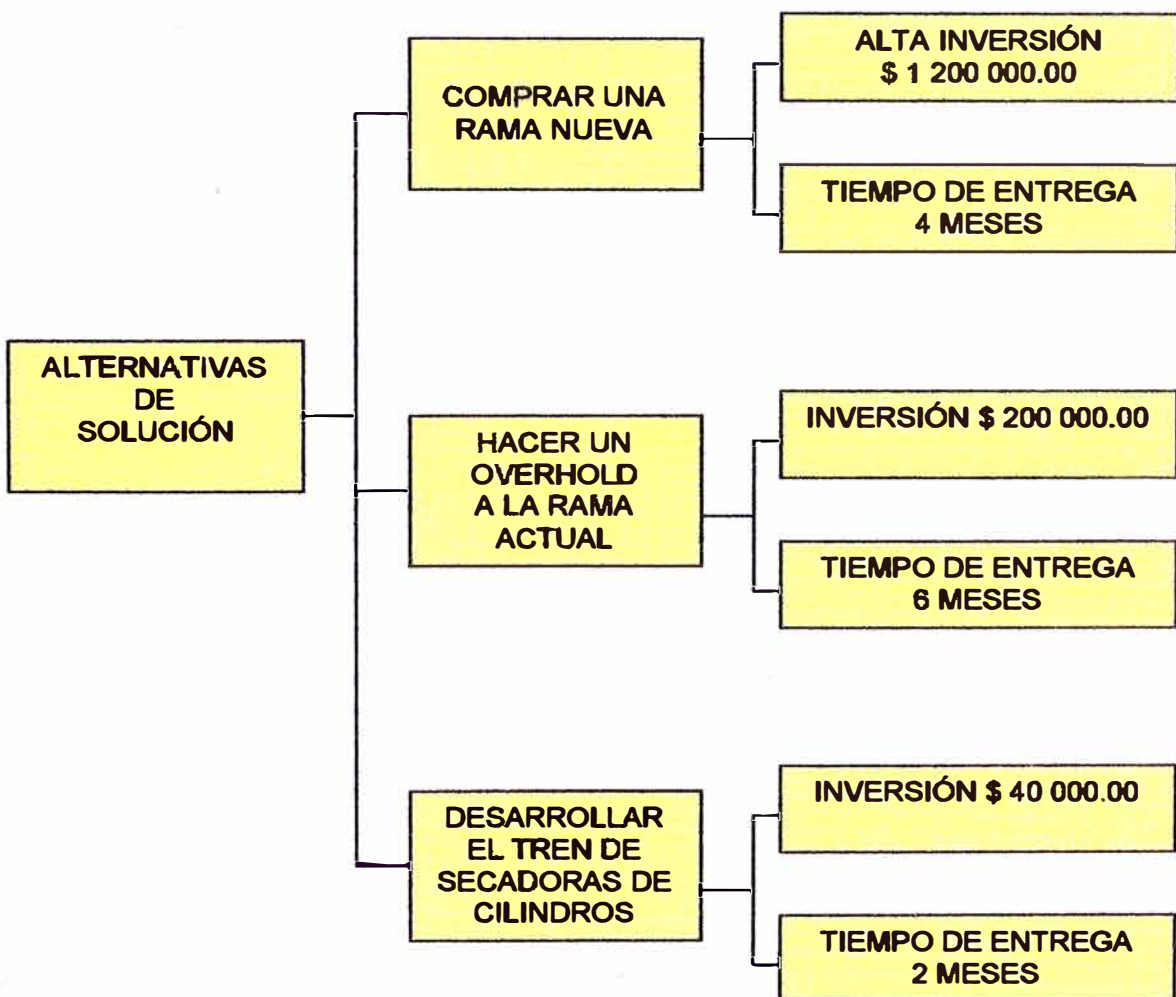 ALTERNATIVAS
DE
SOLUCIÓN
COMPRAR UNA
RAMA NUEVA
ALTA INVERSIÓN
$ 1 200 000.00
TIEMPO DE ENTREGA
4 MESES
HACER UN
OVERHOLD
A LA RAMA
ACTUAL
INVERSIÓN $ 200 000.00
TIEMPO DE ENTREGA
6 MESES
DESARROLLAR
EL TREN DE
SECADORAS DE
CILINDROS
INVERSIÓN $ 40 000.00
TIEMPO DE ENTREGA
2 MESES